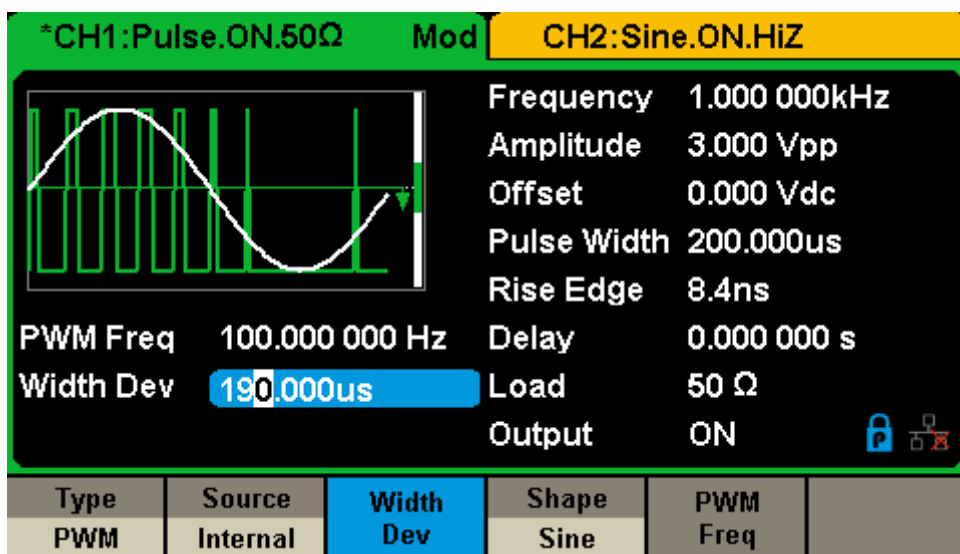 *CH1:Pulse.ON.50Ω Mod CH2:Sine.ON.HiZ
Frequency 1.000 000kHz
Amplitude 3.000 Vpp
Offset 0.000 Vdc
Pulse Width 200.000us
Rise Edge 8.4ns
PWM Freq 100.000 000 Hz Delay 0.000 000 s
Width Dev 190.000us Load 50 Ω
Output ON P
Type Source Width Dev Shape PWM Freq
PWM Internal Sine